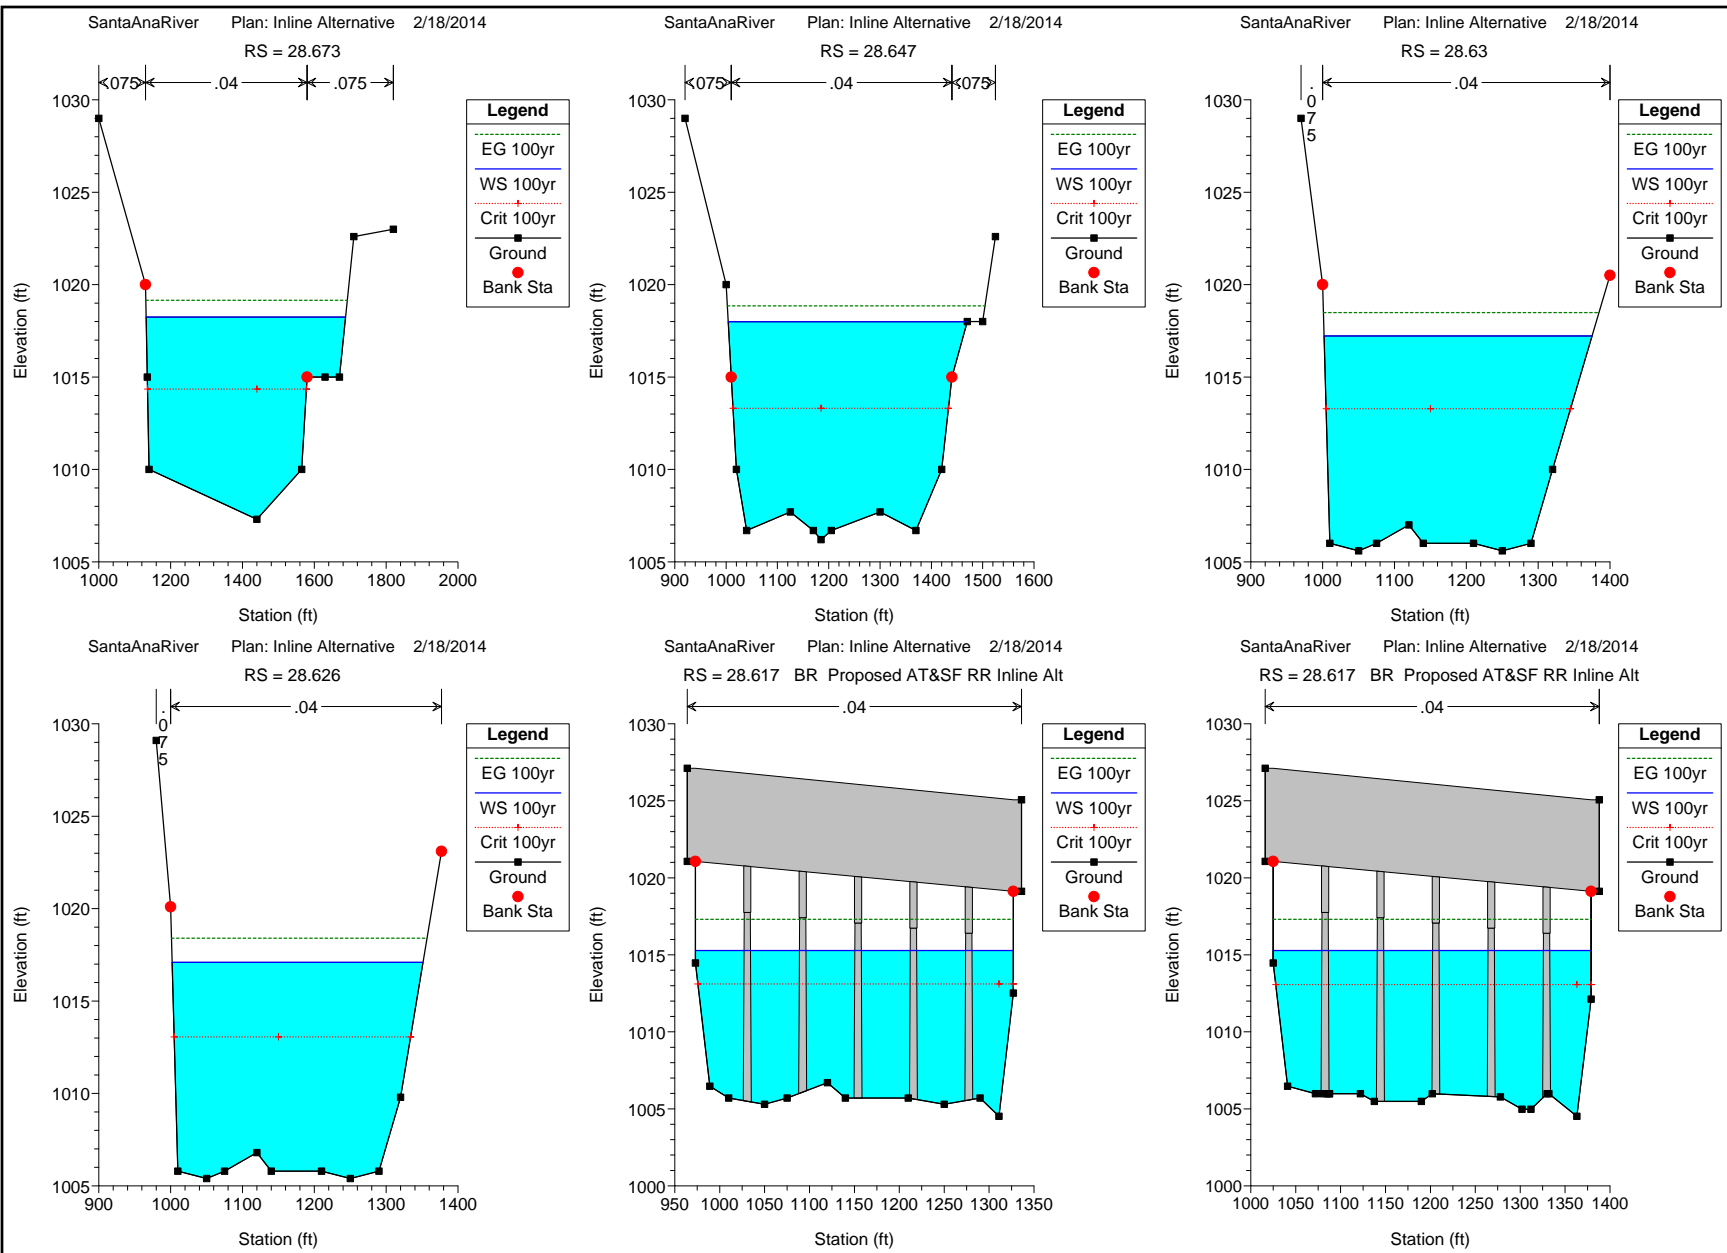 SantaAnaRiver Plan: Inline Alternative 2/18/2014
RS = 28.673
.075 .04 .075
Legend
EG 100yr
WS 100yr
Crit 100yr
Ground
Bank Sta
Elevation (ft)
1030
1025
1020
1015
1010
1005
1000 1200 1400 1600 1800 2000
Station (ft)
SantaAnaRiver Plan: Inline Alternative 2/18/2014
RS = 28.647
.075 .04 .075
Legend
EG 100yr
WS 100yr
Crit 100yr
Ground
Bank Sta
Elevation (ft)
1030
1025
1020
1015
1010
1005
900 1000 1100 1200 1300 1400 1500 1600
Station (ft)
SantaAnaRiver Plan: Inline Alternative 2/18/2014
RS = 28.63
.075 .04
Legend
EG 100yr
WS 100yr
Crit 100yr
Ground
Bank Sta
Elevation (ft)
1030
1025
1020
1015
1010
1005
900 1000 1100 1200 1300 1400
Station (ft)
SantaAnaRiver Plan: Inline Alternative 2/18/2014
RS = 28.626
.075 .04
Legend
EG 100yr
WS 100yr
Crit 100yr
Ground
Bank Sta
Elevation (ft)
1030
1025
1020
1015
1010
1005
900 1000 1100 1200 1300 1400
Station (ft)
SantaAnaRiver Plan: Inline Alternative 2/18/2014
RS = 28.617 BR Proposed AT&SF RR Inline Alt
.04
Legend
EG 100yr
WS 100yr
Crit 100yr
Ground
Bank Sta
Elevation (ft)
1030
1025
1020
1015
1010
1005
1000
950 1000 1050 1100 1150 1200 1250 1300 1350
Station (ft)
SantaAnaRiver Plan: Inline Alternative 2/18/2014
RS = 28.617 BR Proposed AT&SF RR Inline Alt
.04
Legend
EG 100yr
WS 100yr
Crit 100yr
Ground
Bank Sta
Elevation (ft)
1030
1025
1020
1015
1010
1005
1000
1000 1050 1100 1150 1200 1250 1300 1350 1400
Station (ft)